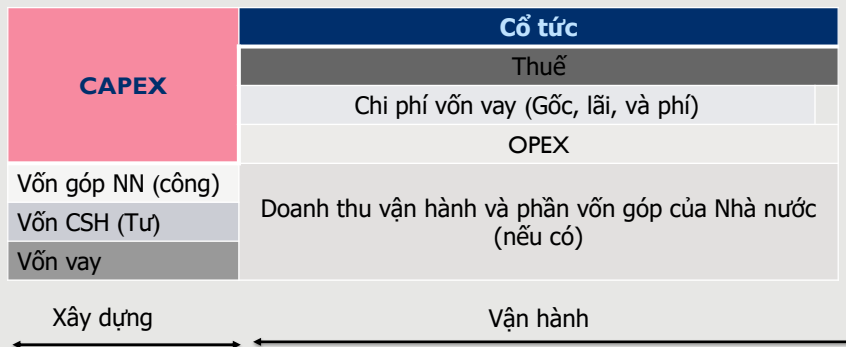 CAPEX
Cổ tức
Thuế
Chi phí vốn vay (Gốc, lãi, và phí)
OPEX
Vốn góp NN (công)
Vốn CSH (Tư)
Vốn vay
Doanh thu vận hành và phần vốn góp của Nhà nước
(nếu có)
Xây dựng
Vận hành